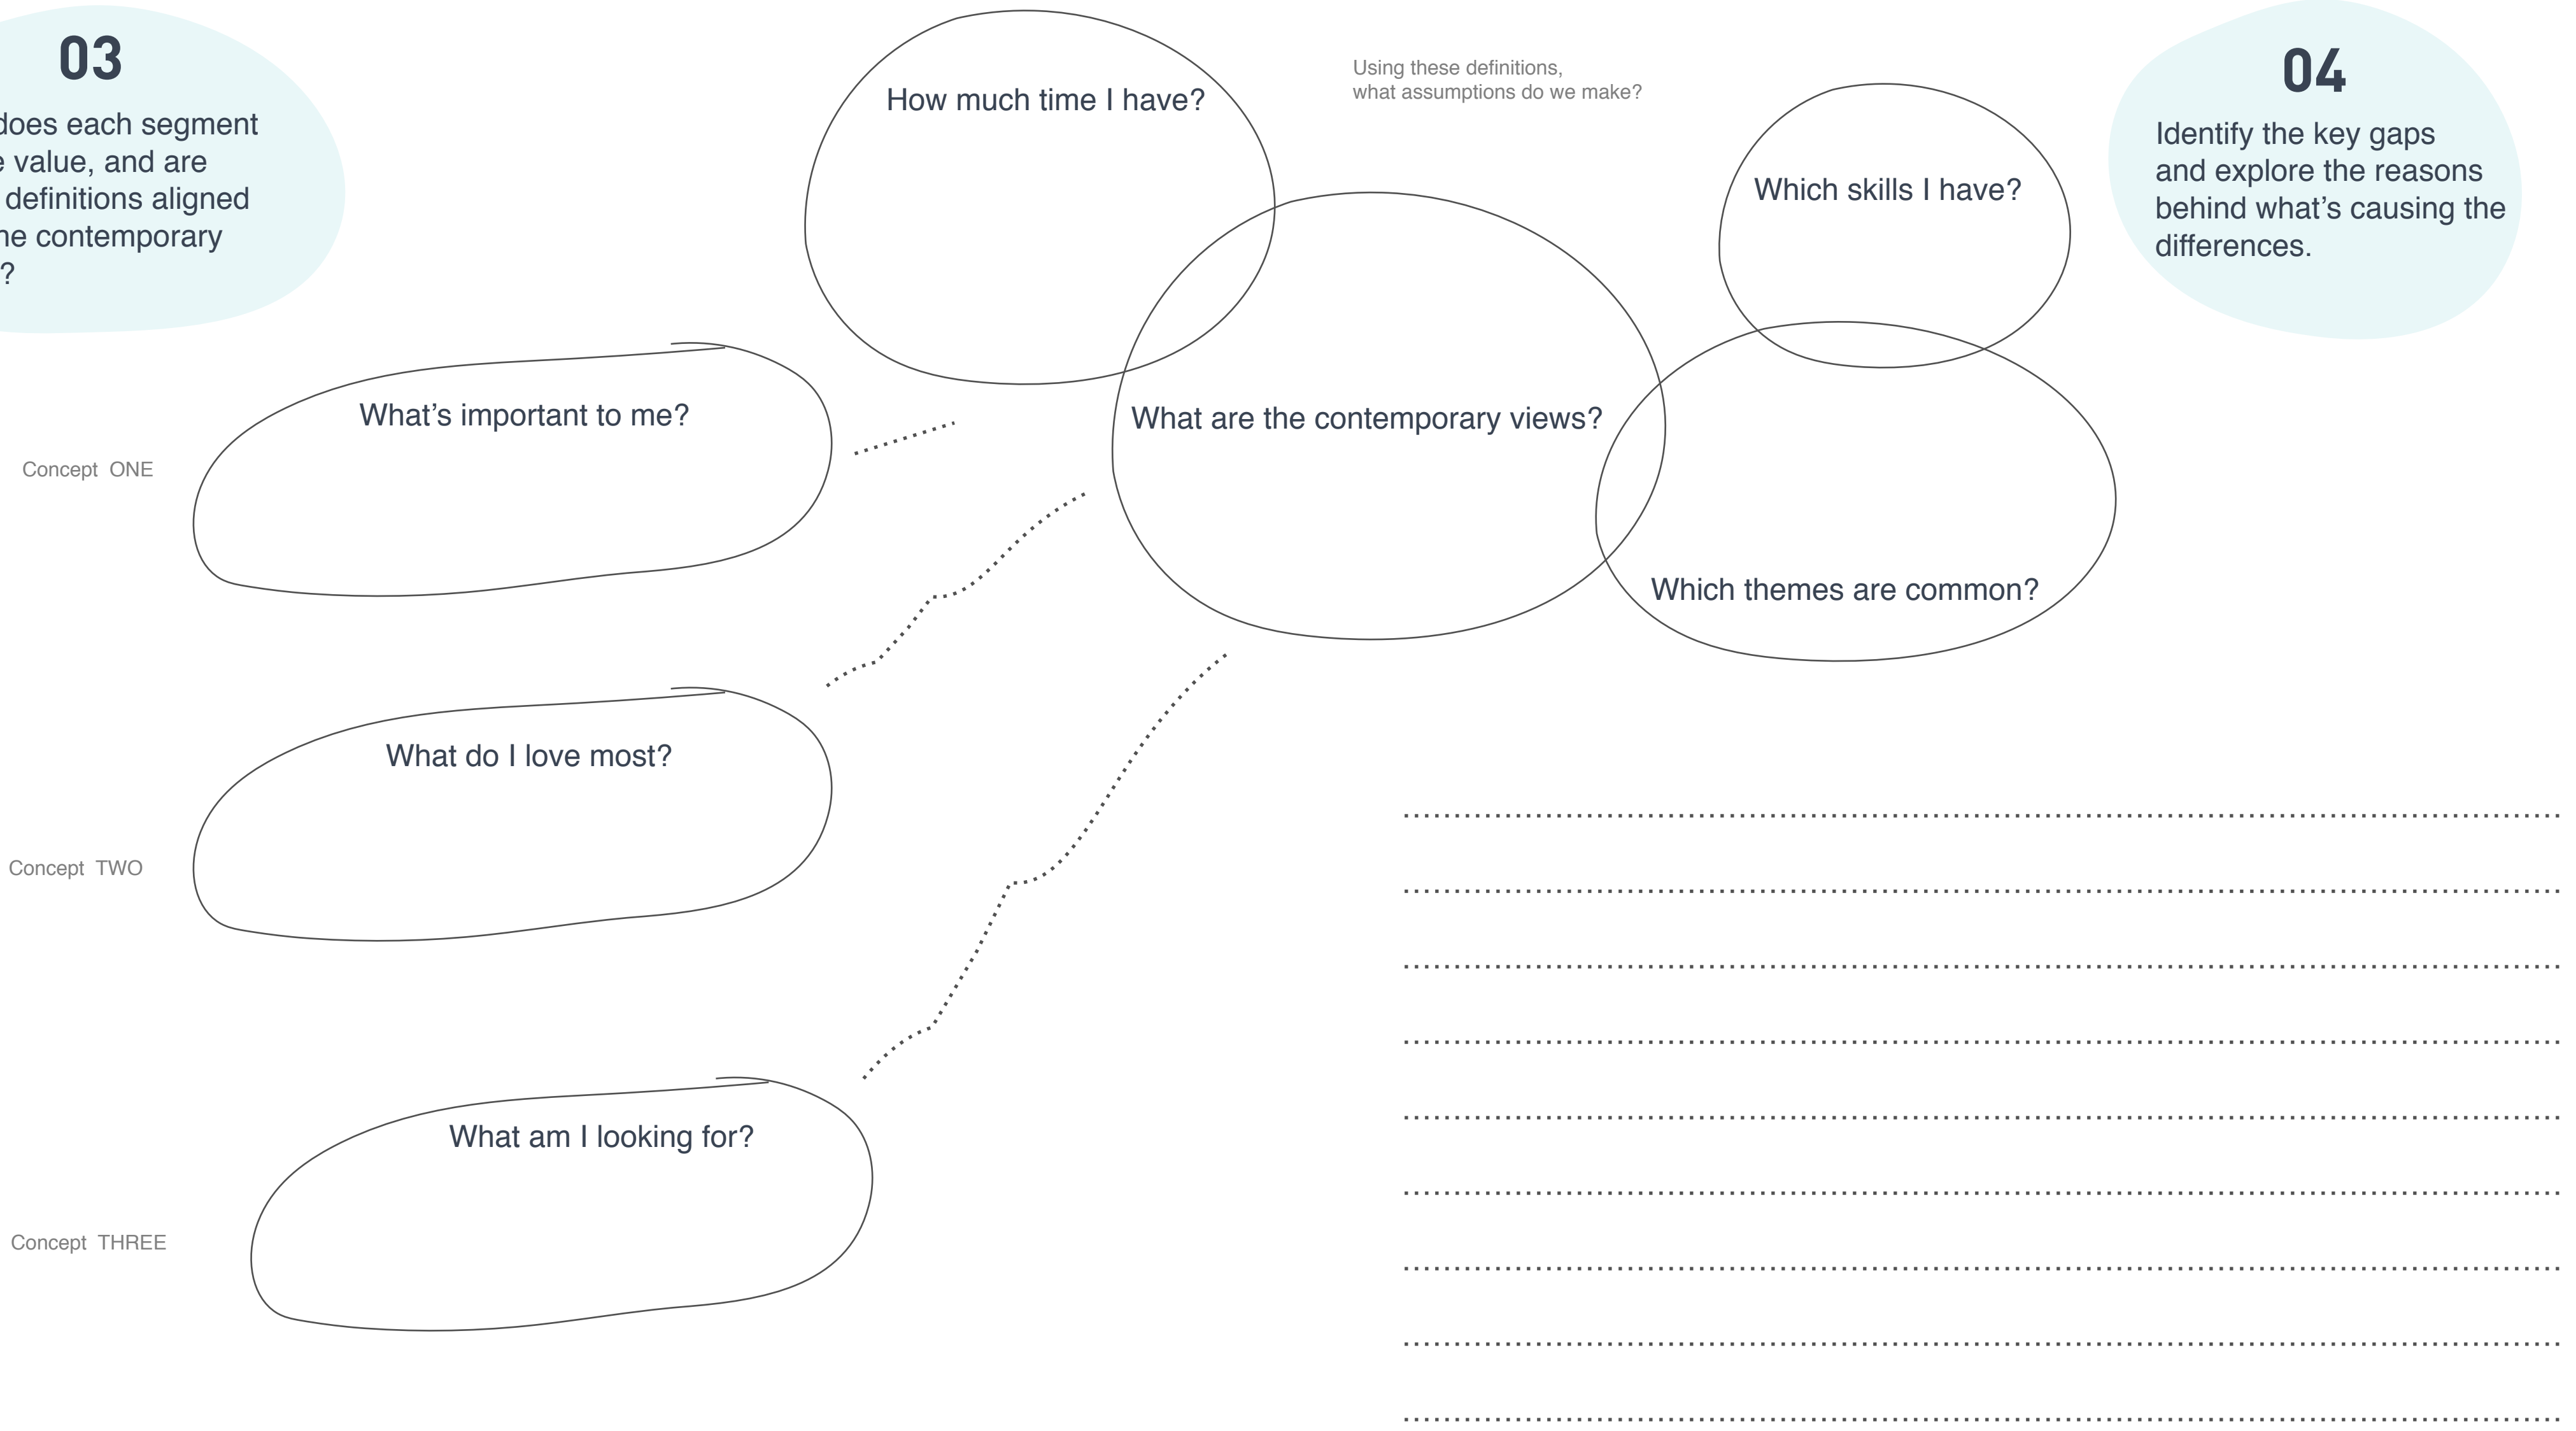 03
does each segment
value, and are
definitions aligned
contemporary
?
How much time I have?
Using these definitions,
what assumptions do we make?
Which skills I have?
04
Identify the key gaps
and explore the reasons
behind what’s causing the
differences.
What’s important to me?
What are the contemporary views?
Concept ONE
Which themes are common?
What do I love most?
Concept TWO
What am I looking for?
Concept THREE